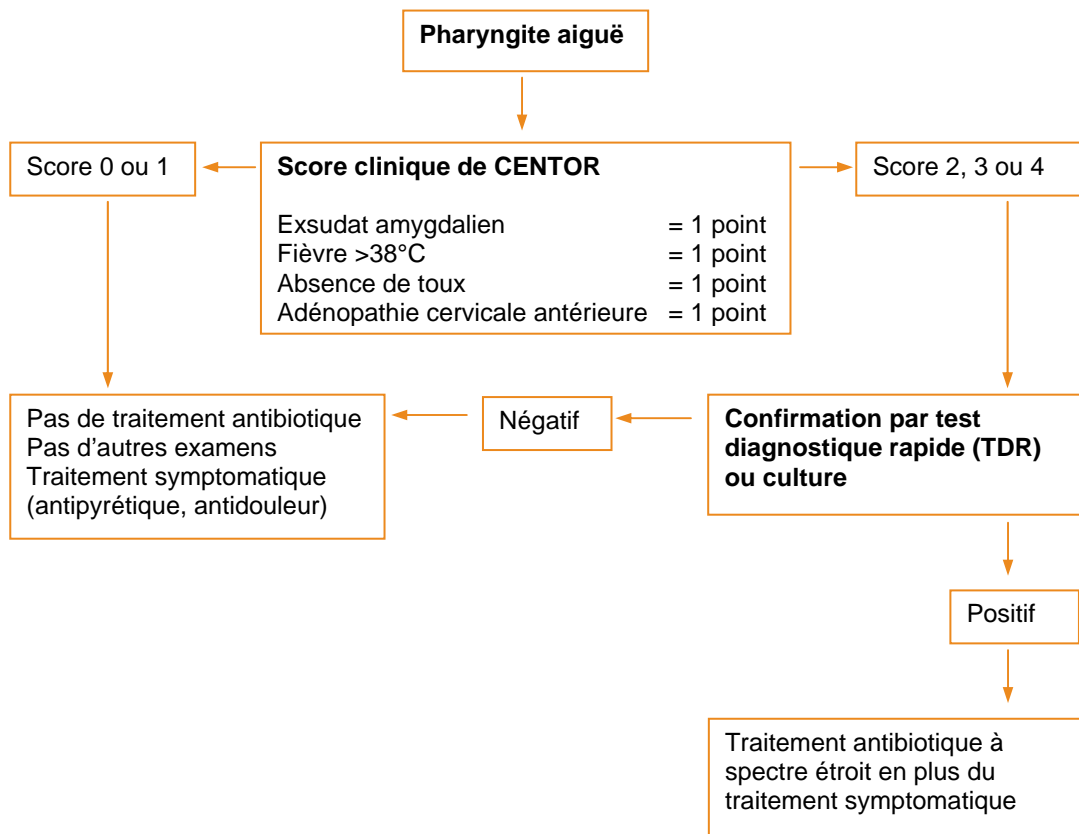 Pharyngite aiguë
Score 0 ou 1
Score clinique de CENTOR
Exsudat amygdalien = 1 point
Fièvre >38°C = 1 point
Absence de toux = 1 point
Adénopathie cervicale antérieure = 1 point
Score 2, 3 ou 4
Pas de traitement antibiotique
Pas d'autres examens
Traitement symptomatique
(antipyrétique, antidouleur)
Négatif
Confirmation par test
diagnostique rapide (TDR)
ou culture
Positif
Traitement antibiotique à
spectre étroit en plus du
traitement symptomatique